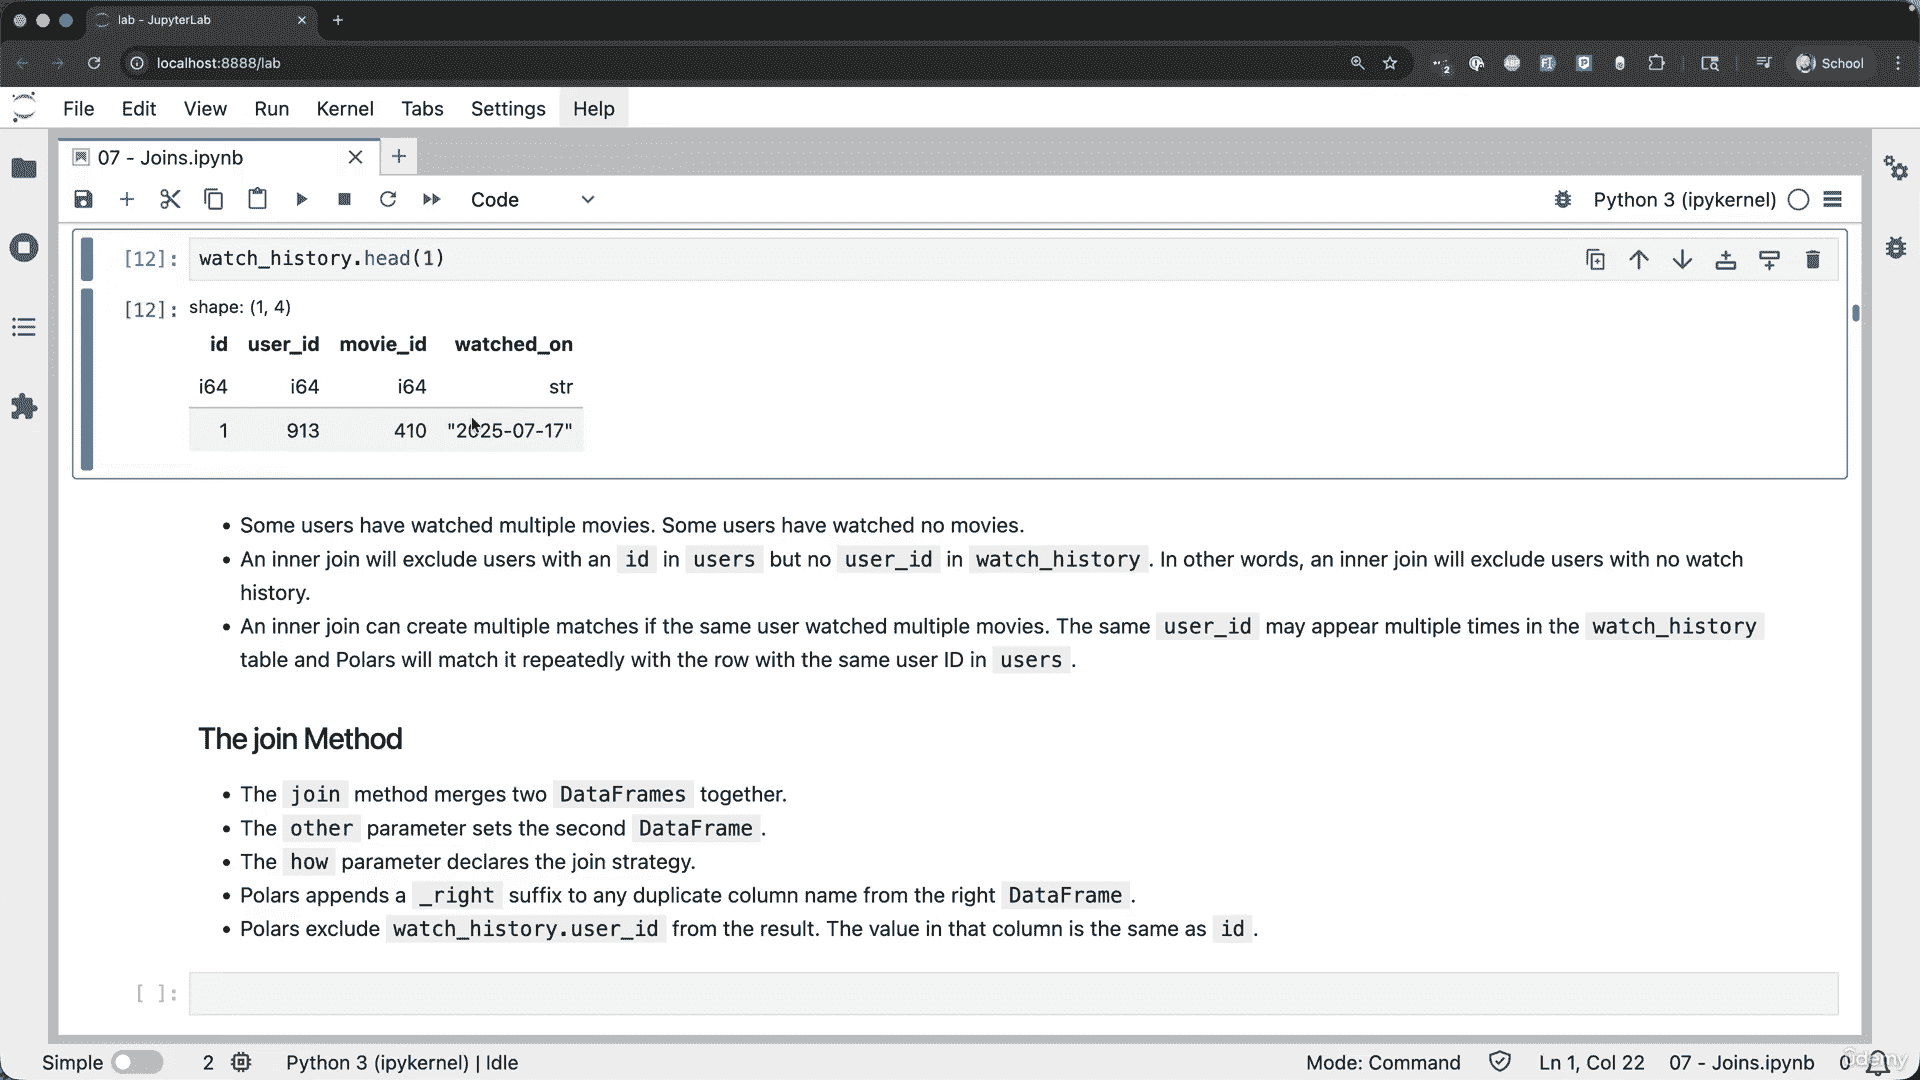 lab - JupyterLab
localhost:8888/lab
2
School
File Edit View Run Kernel Tabs Settings Help
07 - Joins.ipynb
Code
Python 3 (ipykernel)
[12]: watch_history.head(1)
[12]: shape: (1, 4)
id user_id movie_id watched_on
i64 i64 i64 str
1 913 410 "2025-07-17"
• Some users have watched multiple movies. Some users have watched no movies.
• An inner join will exclude users with an id in users but no user_id in watch_history . In other words, an inner join will exclude users with no watch
history.
• An inner join can create multiple matches if the same user watched multiple movies. The same user_id may appear multiple times in the watch_history
table and Polars will match it repeatedly with the row with the same user ID in users .
The join Method
• The join method merges two DataFrames together.
• The other parameter sets the second DataFrame .
• The how parameter declares the join strategy.
• Polars appends a _right suffix to any duplicate column name from the right DataFrame .
• Polars exclude watch_history.user_id from the result. The value in that column is the same as id .
[ ]:
Simple 2 Python 3 (ipykernel) | Idle Mode: Command Ln 1, Col 22 07 - Joins.ipynb 0
udemy